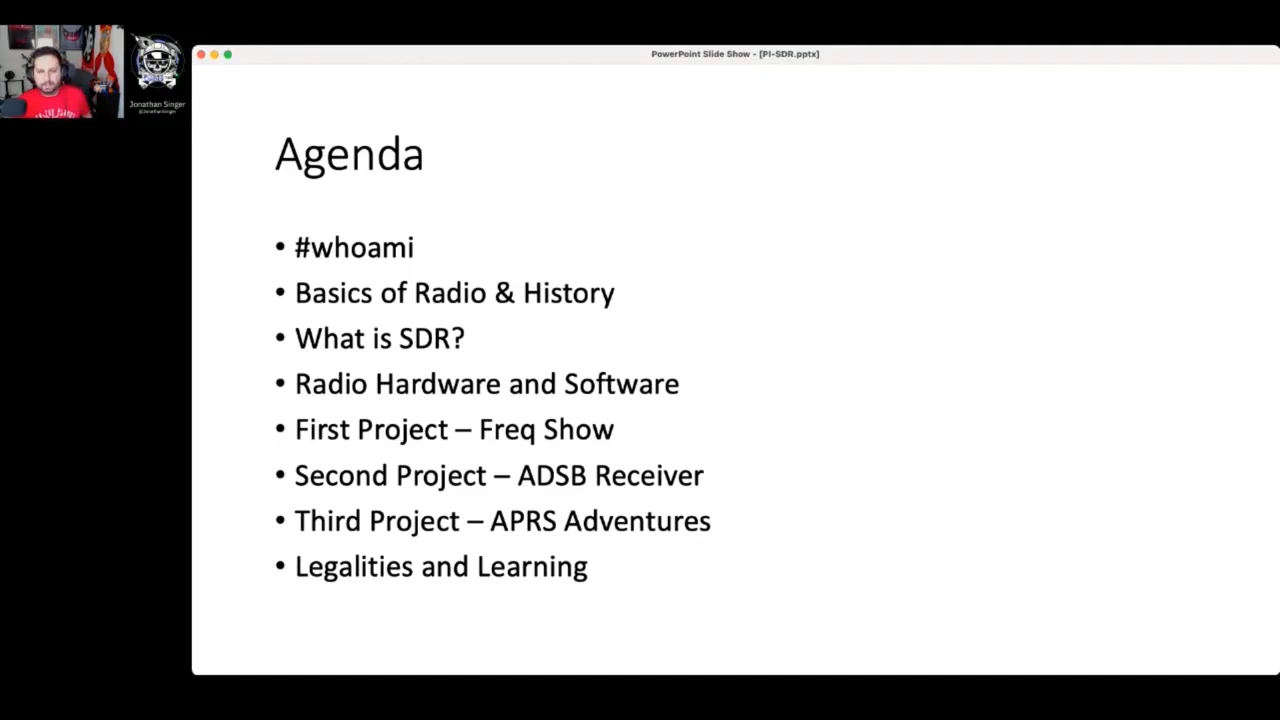 PowerPoint Slide Show - [PI-SDR.pptx]
Jonathan Singer
@JonathanSinger
Agenda
• #whoami
• Basics of Radio & History
• What is SDR?
• Radio Hardware and Software
• First Project – Freq Show
• Second Project – ADSB Receiver
• Third Project – APRS Adventures
• Legalities and Learning